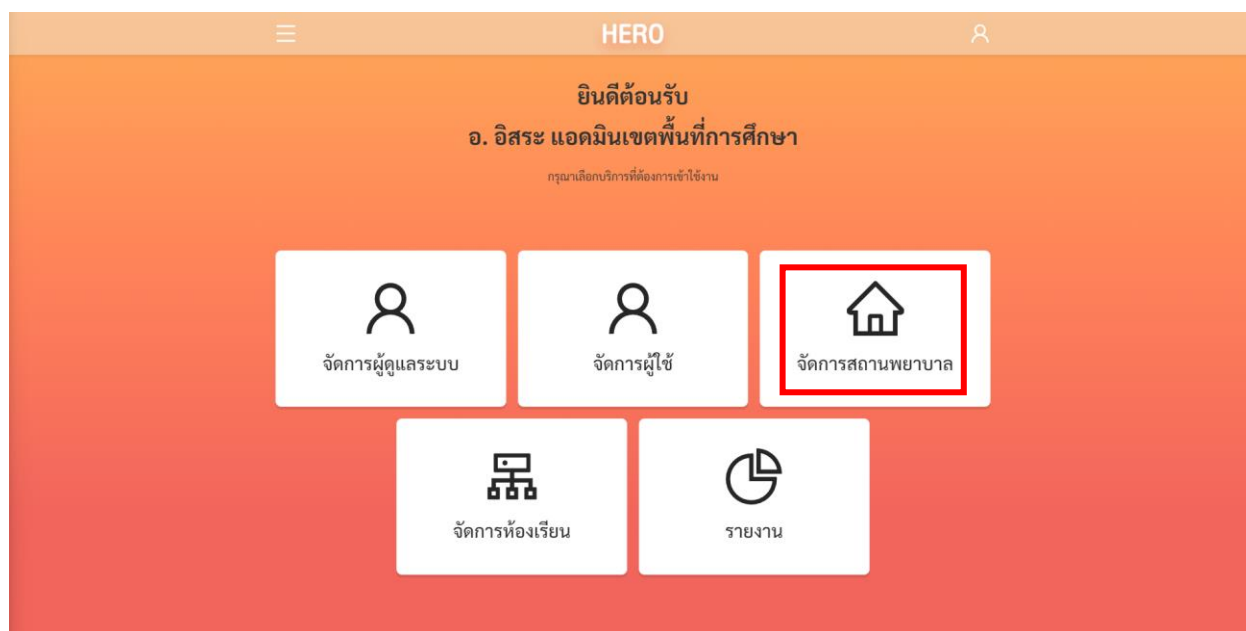 HERO
ยินดีต้อนรับ
อ. อิสระ แอดมินเขตพื้นที่การศึกษา
กรุณาเลือกบริการที่ต้องการเข้าใช้งาน
จัดการผู้ดูแลระบบ
จัดการผู้ใช้
จัดการสถานพยาบาล
จัดการห้องเรียน
รายงาน